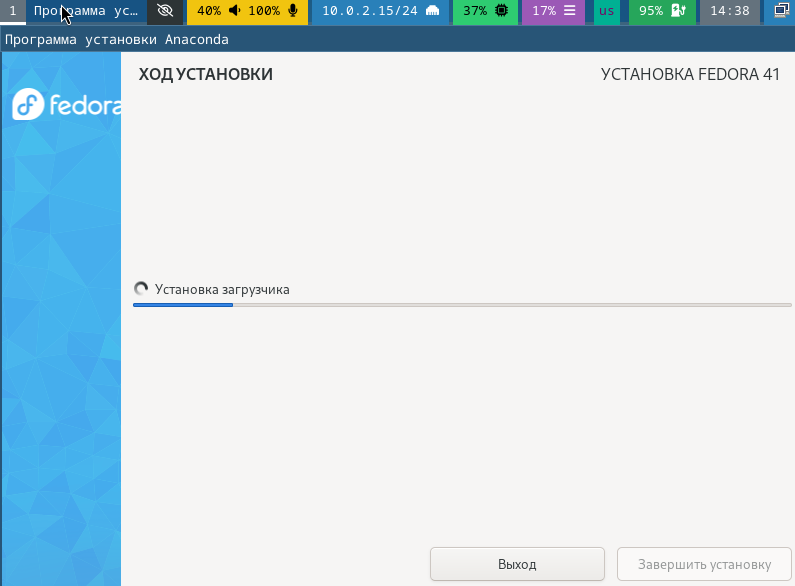 1 Программа ус… 40% 100% 10.0.2.15/24 37% 17% us 95% 14:38
Программа установки Anaconda
fedora
ХОД УСТАНОВКИ УСТАНОВКА FEDORA 41
Установка загрузчика
Выход Завершить установку